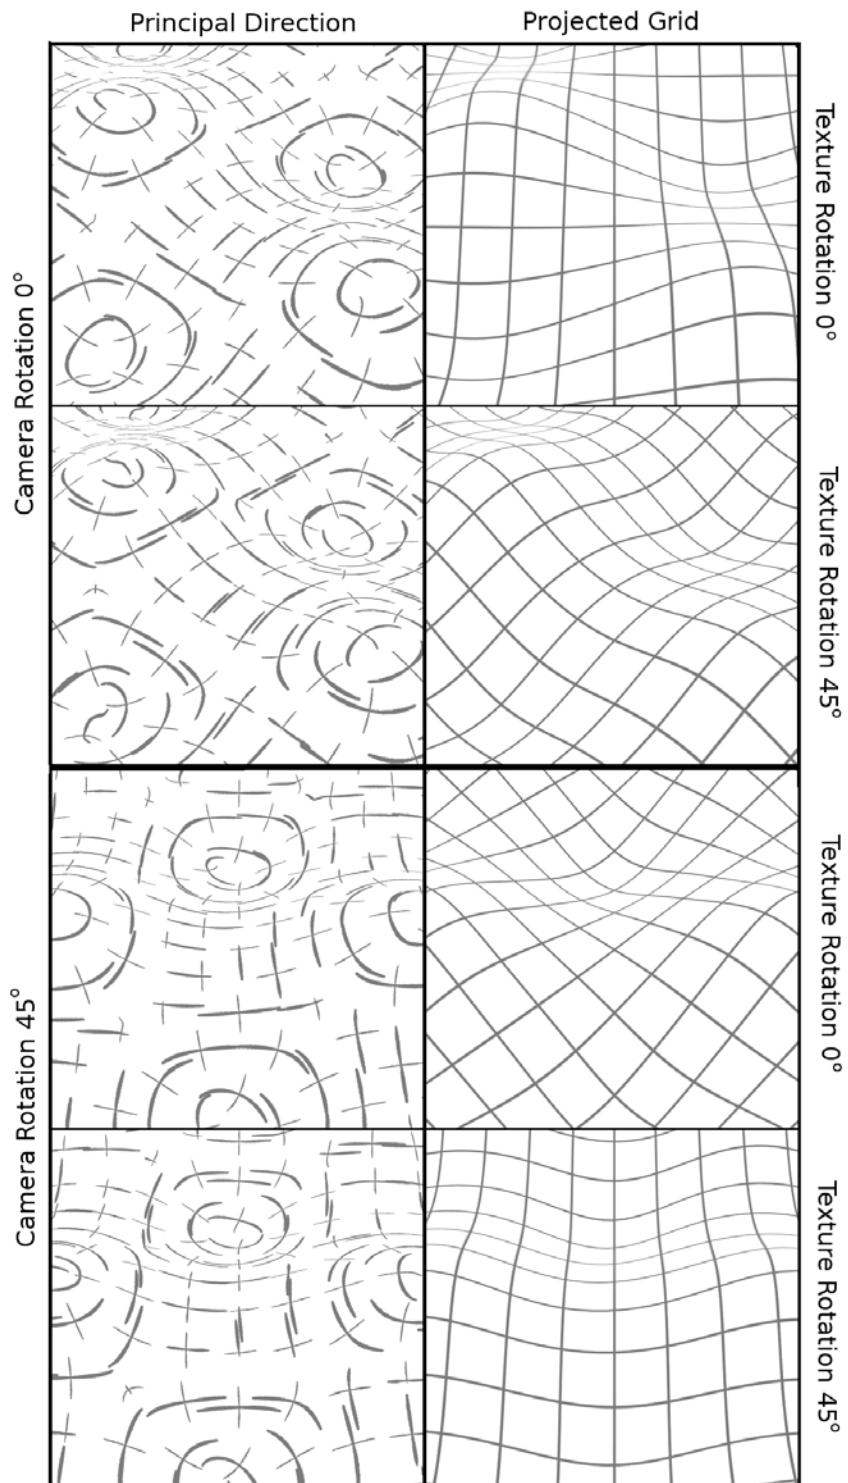 Principal Direction
Projected Grid
Camera Rotation 0°
Texture Rotation 0°
Texture Rotation 45°
Camera Rotation 45°
Texture Rotation 0°
Texture Rotation 45°